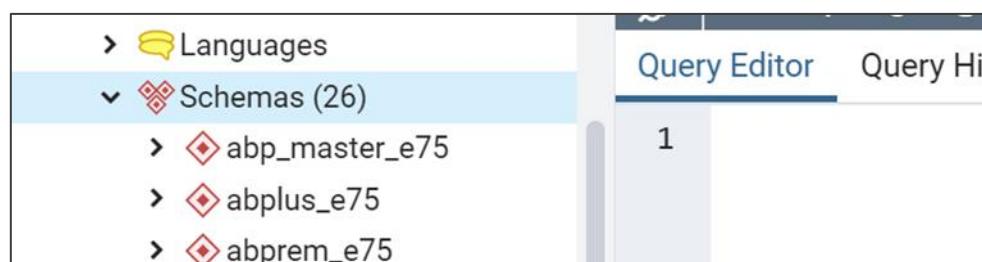 Languages
Schemas (26)
abp_master_e75
abplus_e75
abprem_e75
Query Editor
Query Hi
1